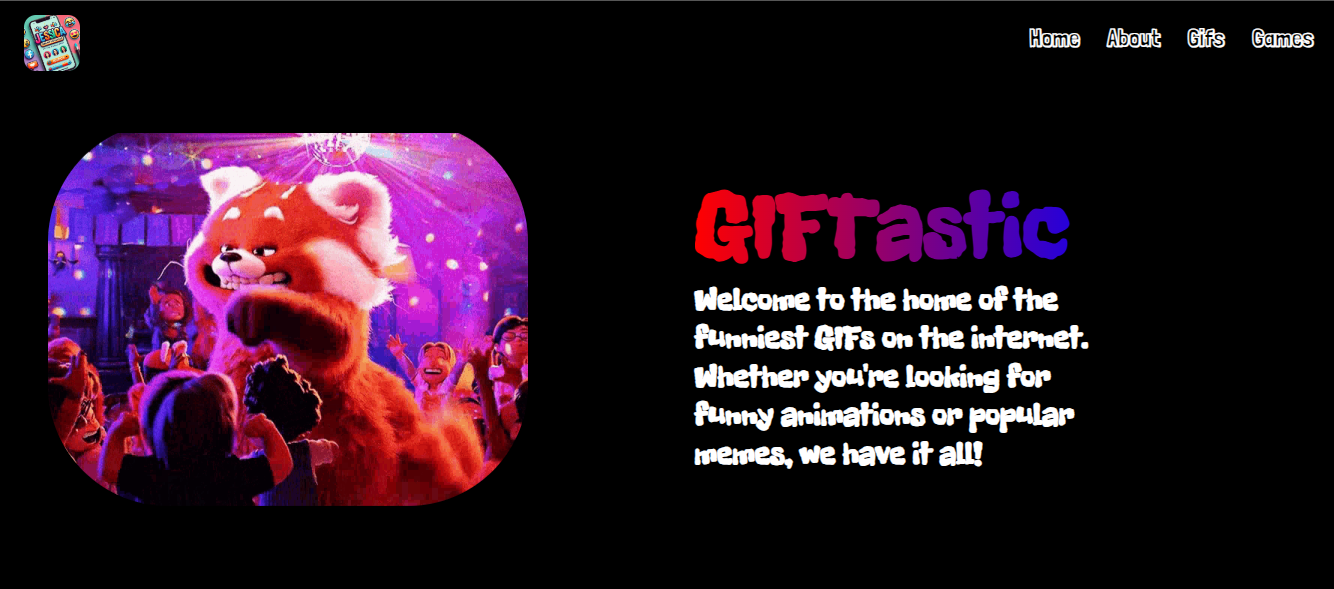 JESSICA
Home About Gifs Games
GIFTastic
Welcome to the home of the
funniest GIFs on the internet.
Whether you're looking for
funny animations or popular
memes, we have it all!